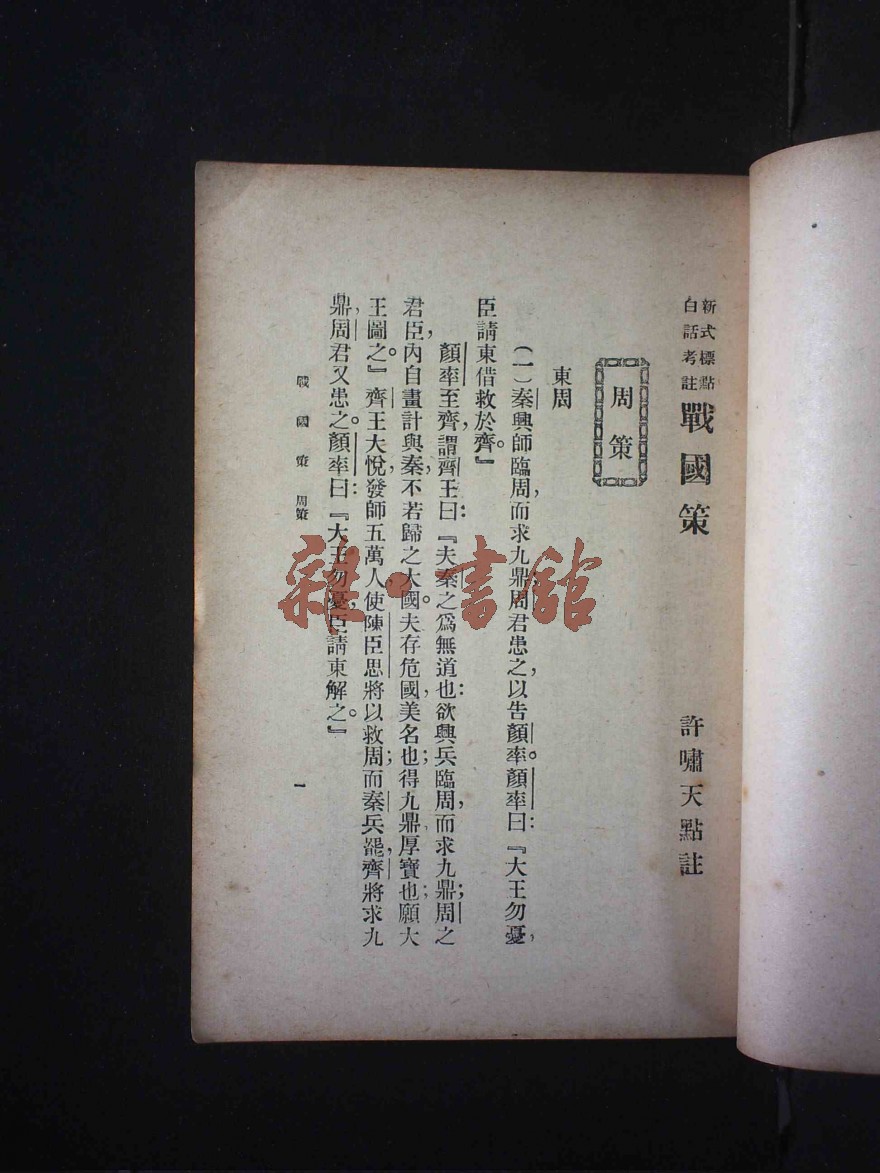 新式標點
白話考註
戰國策
許嘯天點註
周策
東周
(一)秦興師臨周，而求九鼎；周君患之，以告顏率。顏率曰：『大王勿憂，
臣請東借救於齊。』
顏率至齊，謂齊王曰：『夫秦之爲無道也：欲興兵臨周，而求九鼎；周之
君臣，內自畫計，與秦，不若歸之大國。夫存危國，美名也；得九鼎，厚寶也；願大
王圖之。』齊王大悅，發師五萬人，使陳臣思將以救周；而秦兵罷，齊將求九
鼎，周君又患之。顏率曰：『大王勿憂，臣請東解之。』
戰國策 周策
一
雜·書館